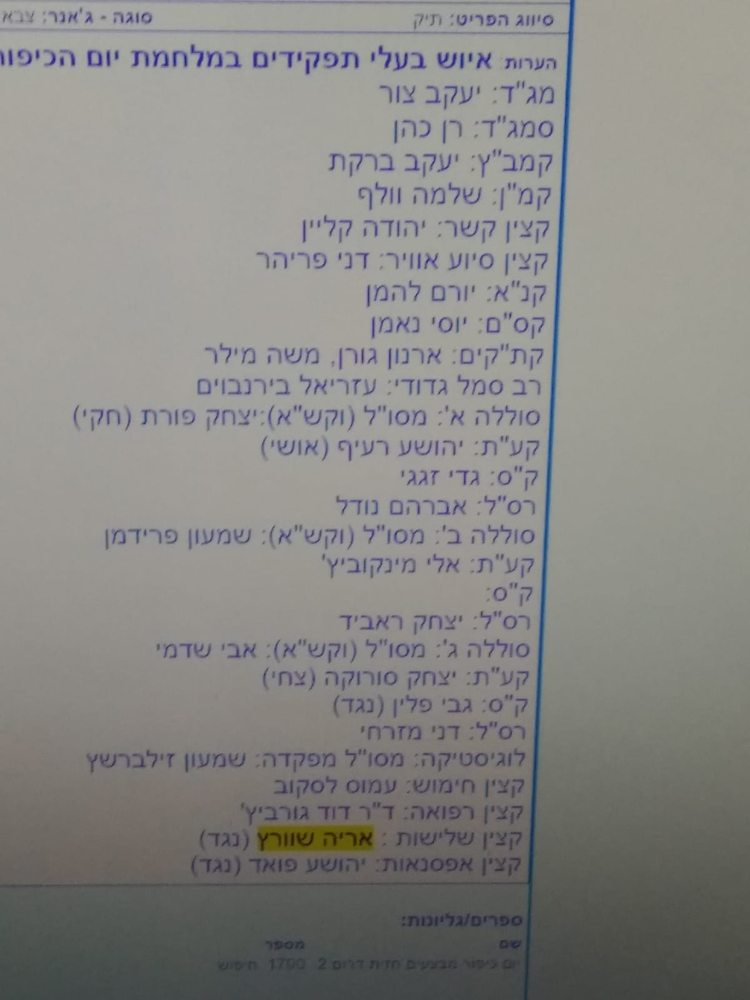 סיווג הפריט: תיק סוגה - ג'אנר: צבא
הערות: איוש בעלי תפקידים במלחמת יום הכיפור
מג"ד: יעקב צור
סמג"ד: רן כהן
קמב"ץ: יעקב ברקת
קמ"ן: שלמה וולף
קצין קשר: יהודה קליין
קצין סיוע אוויר: דני פריהר
קנ"א: יורם להמן
קס"ם: יוסי נאמן
קת"קים: ארנון גורן, משה מילר
רב סמל גדודי: עזריאל בירנבוים
סוללה א': מסו"ל (וקש"א):יצחק פורת (חקי)
קע"ת: יהושע רעיף (אושי)
ק"ס: גדי זגגי
רס"ל: אברהם נודל
סוללה ב': מסו"ל (וקש"א): שמעון פרידמן
קע"ת: אלי מינקוביץ'
ק"ס:
רס"ל: יצחק ראביד
סוללה ג': מסו"ל (וקש"א): אבי שדמי
קע"ת: יצחק סורוקה (צחי)
ק"ס: גבי פלין (נגד)
רס"ל: דני מזרחי
לוגיסטיקה: מסו"ל מפקדה: שמעון זילברשץ
קצין חימוש: עמוס לסקוב
קצין רפואה: ד"ר דוד גורביץ'
קצין שלישות : אריה שוורץ (נגד)
קצין אפסנאות: יהושע פואד (נגד)
ספרים/גליונות:
שם מספר
יום כיפור מבצעים חזית דרום 2 1700 חיפוש